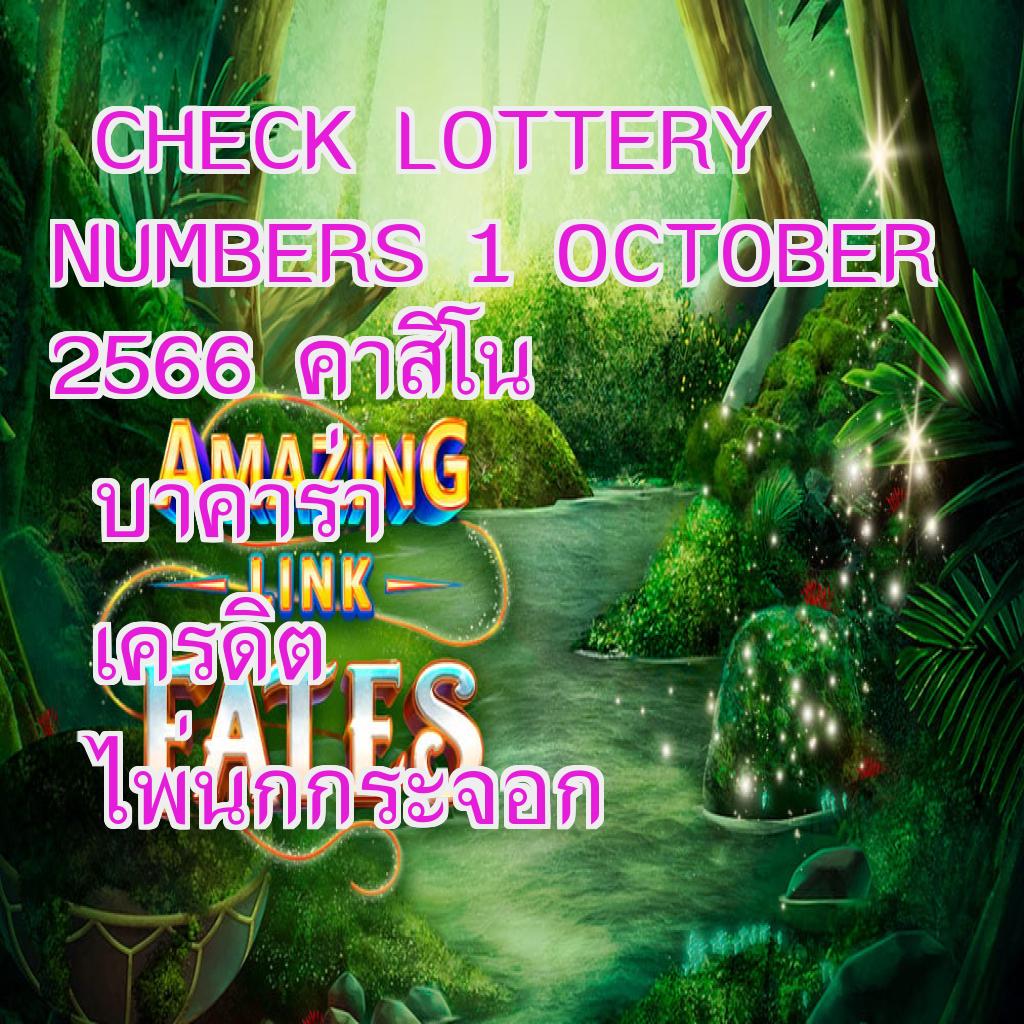 CHECK LOTTERY
NUMBERS 1 OCTOBER
2566 คาสิโน
AMAZING
บาคาร่า
LINK
เครดิต
FATES
ไพ่นกกระจอก